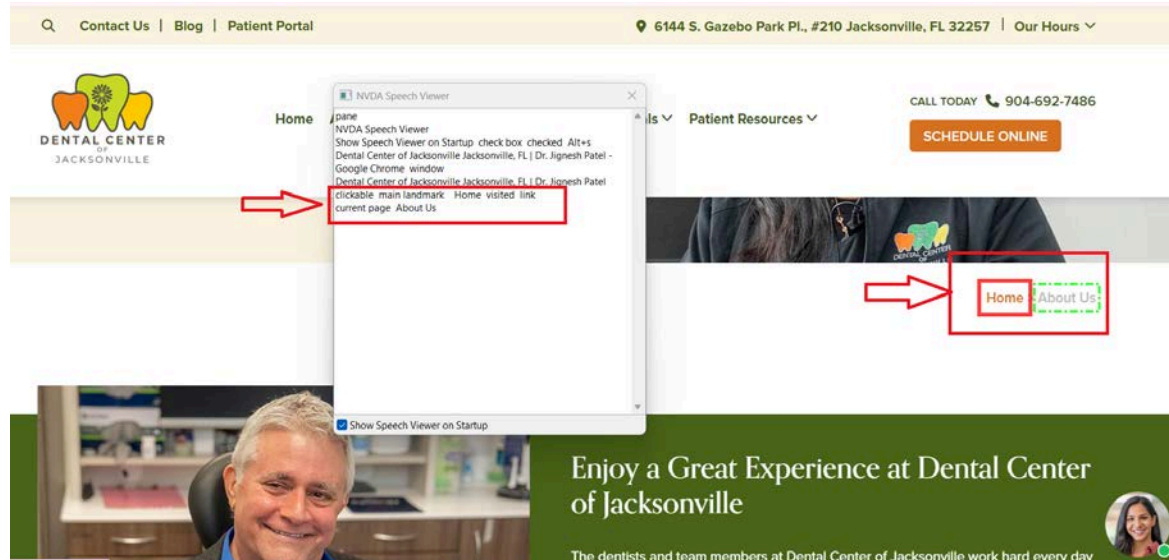 Contact Us | Blog | Patient Portal
6144 S. Gazebo Park Pl., #210 Jacksonville, FL 32257 | Our Hours
DENTAL CENTER
OF
JACKSONVILLE
Home
Patient Resources
CALL TODAY 904-692-7486
SCHEDULE ONLINE
NVDA Speech Viewer
pane
NVDA Speech Viewer
Show Speech Viewer on Startup check box checked Alt+s
Dental Center of Jacksonville Jacksonville, FL | Dr. Jignesh Patel -
Google Chrome window
Dental Center of Jacksonville Jacksonville, FL | Dr. Jignesh Patel
clickable main landmark Home visited link
current page About Us
Show Speech Viewer on Startup
DENTAL CENTER
OF
Home About Us
Enjoy a Great Experience at Dental Center
of Jacksonville
The dentists and team members at Dental Center of Jacksonville work hard every day